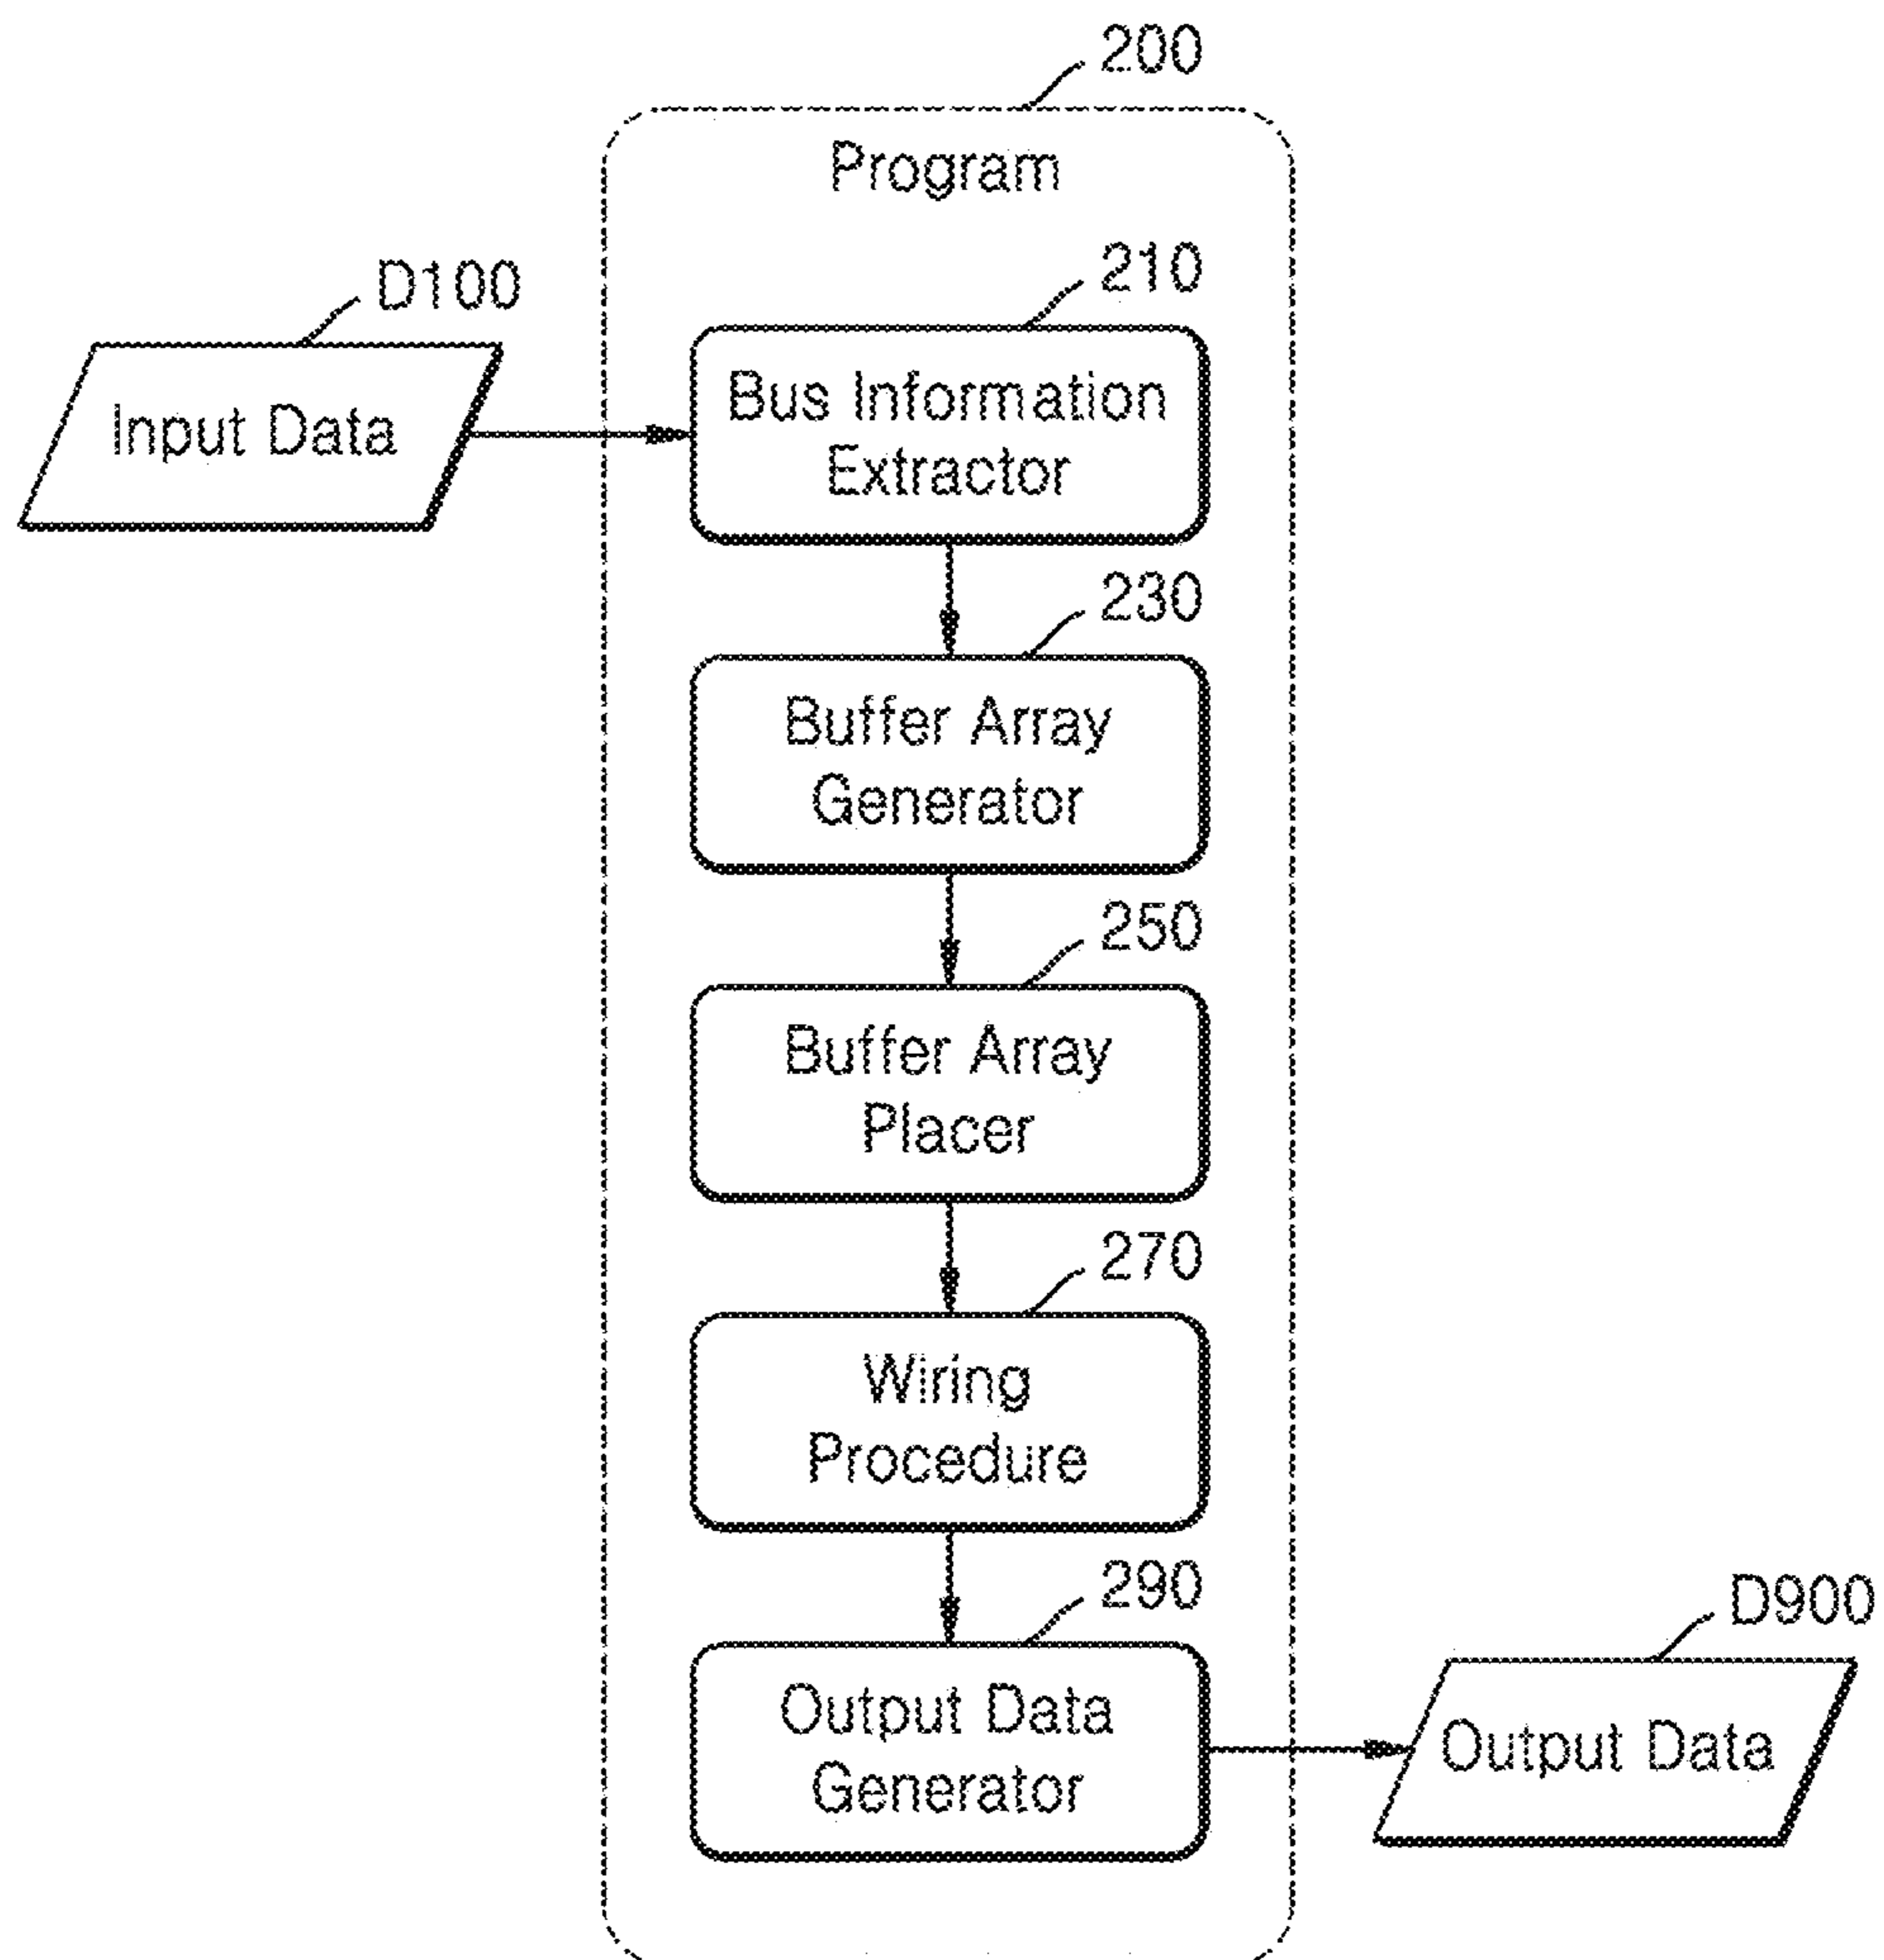 200
Program
D100
210
Input Data
Bus Information
Extractor
230
Buffer Array
Generator
250
Buffer Array
Placer
270
Wiring
Procedure
290
D900
Output Data
Generator
Output Data